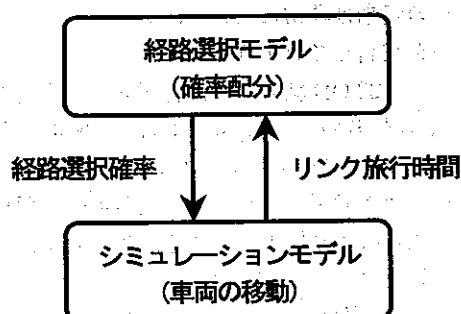 経路選択モデル
(確率配分)
経路選択確率
リンク旅行時間
シミュレーションモデル
(車両の移動)